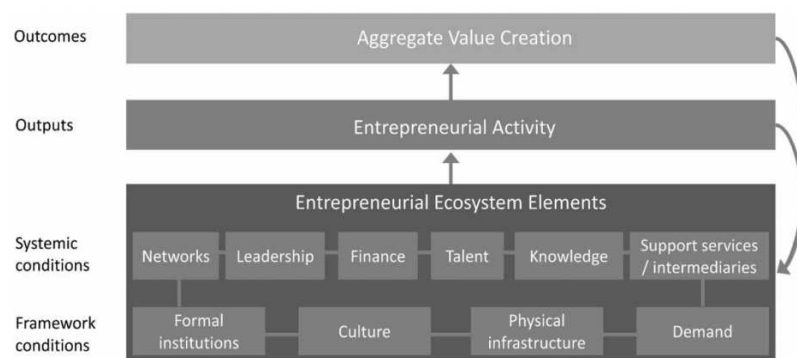 Outcomes
Aggregate Value Creation
Outputs
Entrepreneurial Activity
Entrepreneurial Ecosystem Elements
Systemic
conditions
Networks
Leadership
Finance
Talent
Knowledge
Support services
/ intermediaries
Framework
conditions
Formal
institutions
Culture
Physical
infrastructure
Demand